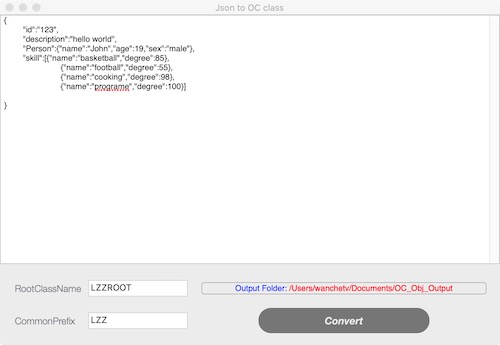 Json to OC class
{
"id":"123",
"description":"hello world",
"Person":{"name":"John","age":19,"sex":"male"},
"skill":[{"name":"basketball","degree":85},
{"name":"football","degree":55},
{"name":"cooking","degree":98},
{"name":"programe","degree":100}]
}
RootClassName LZZROOT Output Folder: /Users/wanchetv/Documents/OC_Obj_Output
CommonPrefix LZZ Convert